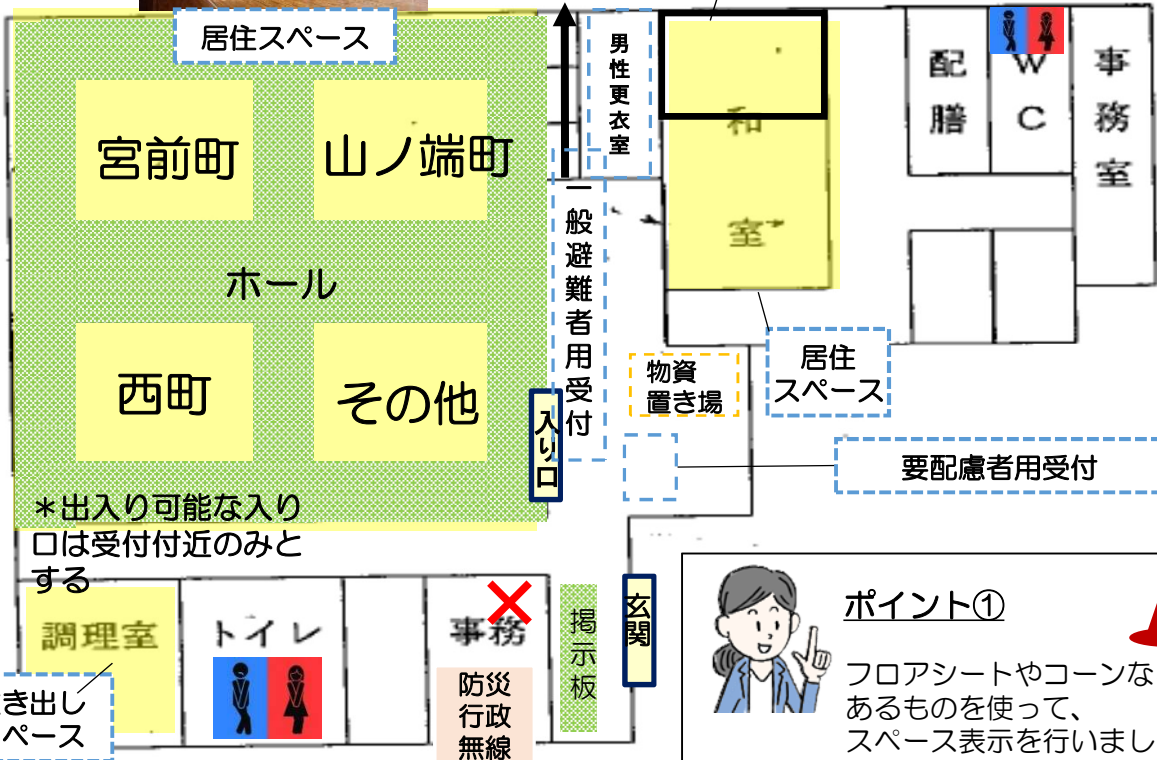 居住スペース
宮前町
山ノ端町
ホール
西町
その他
＊出入り可能な入り
口は受付付近のみと
する
入り口
一般避難者用受付
男性更衣室
和室
配膳
WC
事務室
居住
スペース
物資
置き場
要配慮者用受付
調理室
トイレ
事務
防災
行政
無線
掲示板
玄関
き出し
ペース
ポイント①
フロアシートやコーンな
あるものを使って、
スペース表示を行いまし